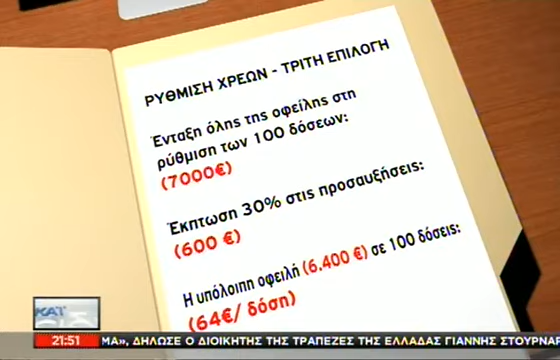 ΡΥΘΜΙΣΗ ΧΡΕΩΝ - ΤΡΙΤΗ ΕΠΙΛΟΓΗ
Ένταξη όλης της οφείλης στη
ρύθμιση των 100 δόσεων:
(7000€)
Έκπτωση 30% στις προσαυξήσεις:
(600 €)
Η υπόλοιπη οφειλή (6.400 €) σε 100 δόσεις:
(64€/ δόση)
ΚΑΤ
21:51 ΜΑ», ΔΗΛΩΣΕ Ο ΔΙΟΙΚΗΤΗΣ ΤΗΣ ΤΡΑΠΕΖΑΣ ΤΗΣ ΕΛΛΑΔΑΣ ΓΙΑΝΝΗΣ ΣΤΟΥΡΝΑ